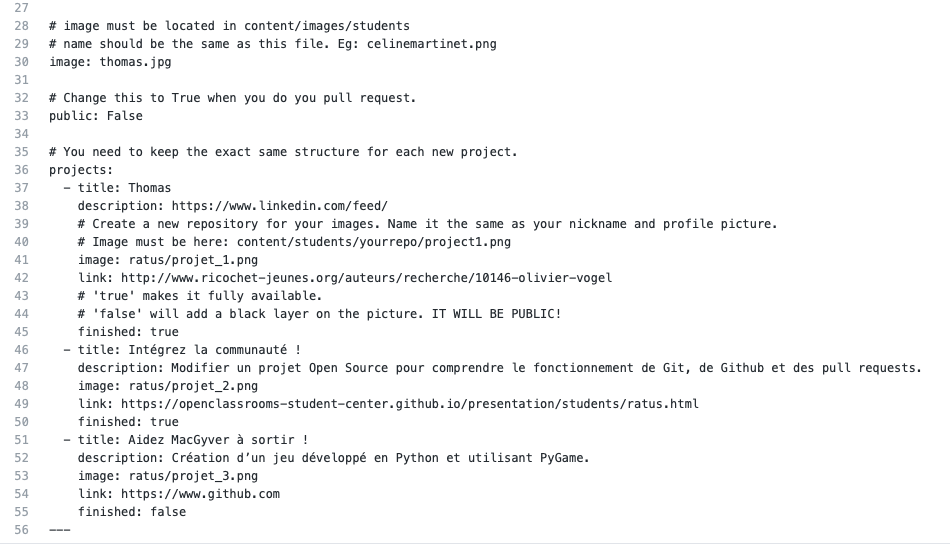 27
28 # image must be located in content/images/students
29 # name should be the same as this file. Eg: celinemartinet.png
30 image: thomas.jpg
31
32 # Change this to True when you do you pull request.
33 public: False
34
35 # You need to keep the exact same structure for each new project.
36 projects:
37 - title: Thomas
38 description: https://www.linkedin.com/feed/
39 # Create a new repository for your images. Name it the same as your nickname and profile picture.
40 # Image must be here: content/students/yourrepo/project1.png
41 image: ratus/projet_1.png
42 link: http://www.ricochet-jeunes.org/auteurs/recherche/10146-olivier-vogel
43 # 'true' makes it fully available.
44 # 'false' will add a black layer on the picture. IT WILL BE PUBLIC!
45 finished: true
46 - title: Intégrez la communauté !
47 description: Modifier un projet Open Source pour comprendre le fonctionnement de Git, de Github et des pull requests.
48 image: ratus/projet_2.png
49 link: https://openclassrooms-student-center.github.io/presentation/students/ratus.html
50 finished: true
51 - title: Aidez MacGyver à sortir !
52 description: Création d’un jeu développé en Python et utilisant PyGame.
53 image: ratus/projet_3.png
54 link: https://www.github.com
55 finished: false
56 ---